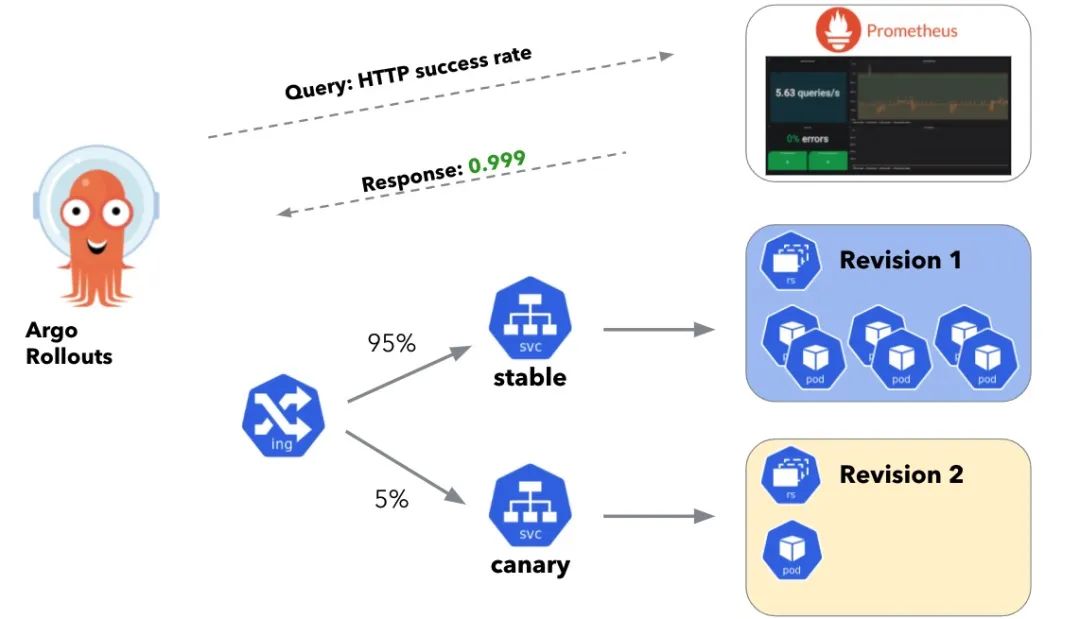 Prometheus
Query: HTTP success rate
5.63 queries/s
0% errors
Response: 0.999
Argo
Rollouts
95%
svc
stable
rs
Revision 1
pod
pod
pod
ing
5%
svc
canary
rs
Revision 2
pod